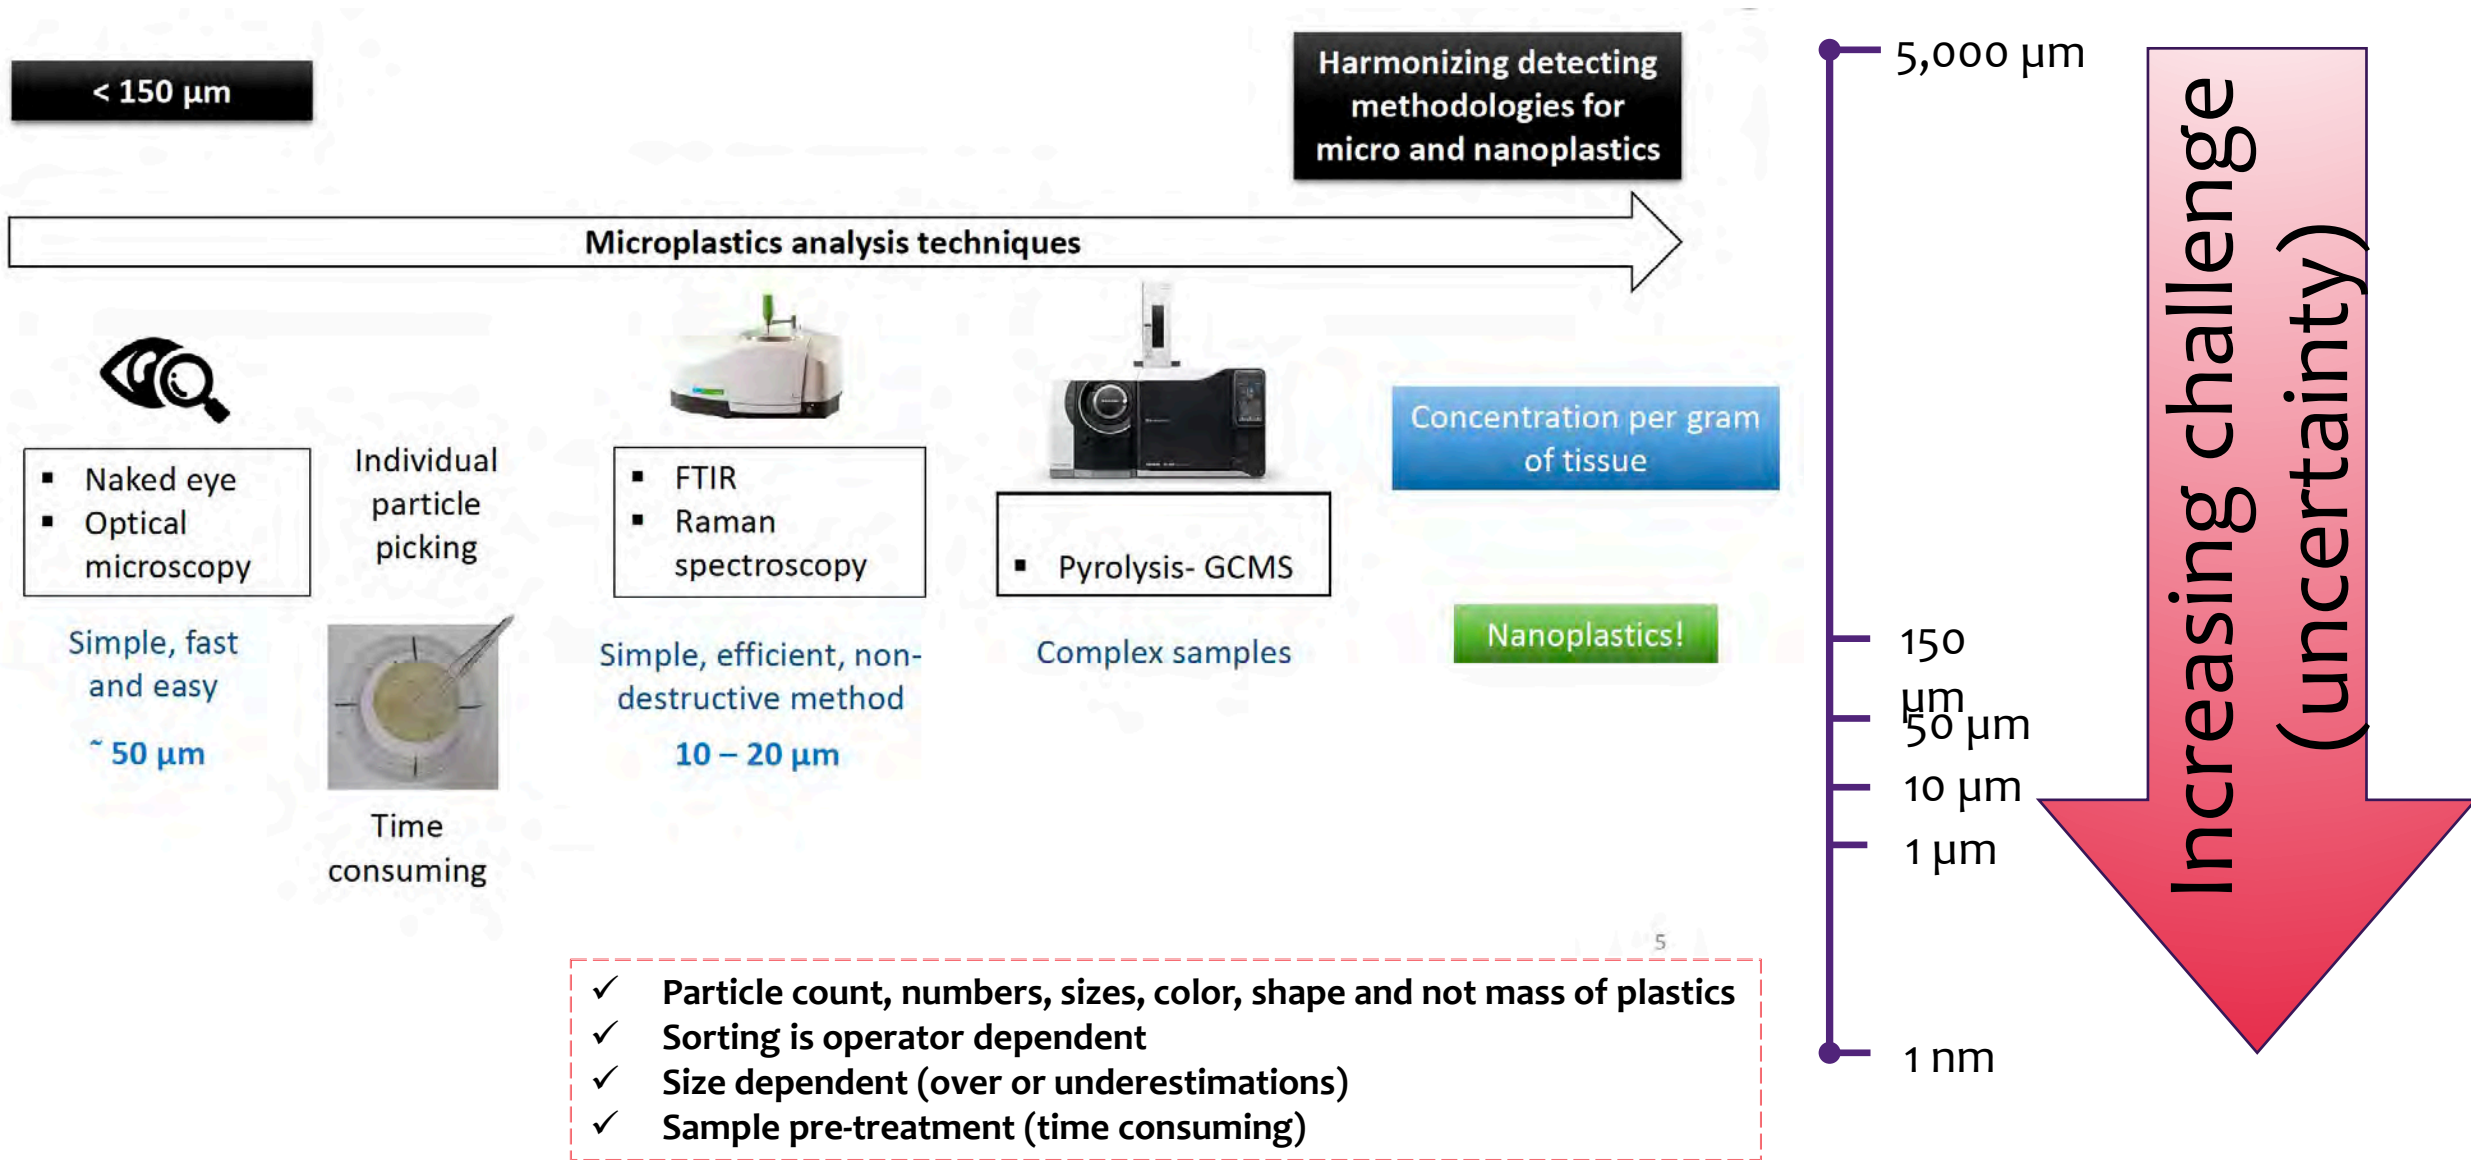 < 150 µm
Harmonizing detecting
methodologies for
micro and nanoplastics
Microplastics analysis techniques
▪ Naked eye
▪ Optical
microscopy
Simple, fast
and easy
˜ 50 µm
Individual
particle
picking
Time
consuming
▪ FTIR
▪ Raman
spectroscopy
Simple, efficient, non-
destructive method
10 – 20 µm
▪ Pyrolysis- GCMS
Complex samples
Concentration per gram
of tissue
Nanoplastics!
5
✓ Particle count, numbers, sizes, color, shape and not mass of plastics
✓ Sorting is operator dependent
✓ Size dependent (over or underestimations)
✓ Sample pre-treatment (time consuming)
5,000 µm
150
µm
50 µm
10 µm
1 µm
1 nm
Increasing challenge
(uncertainty)